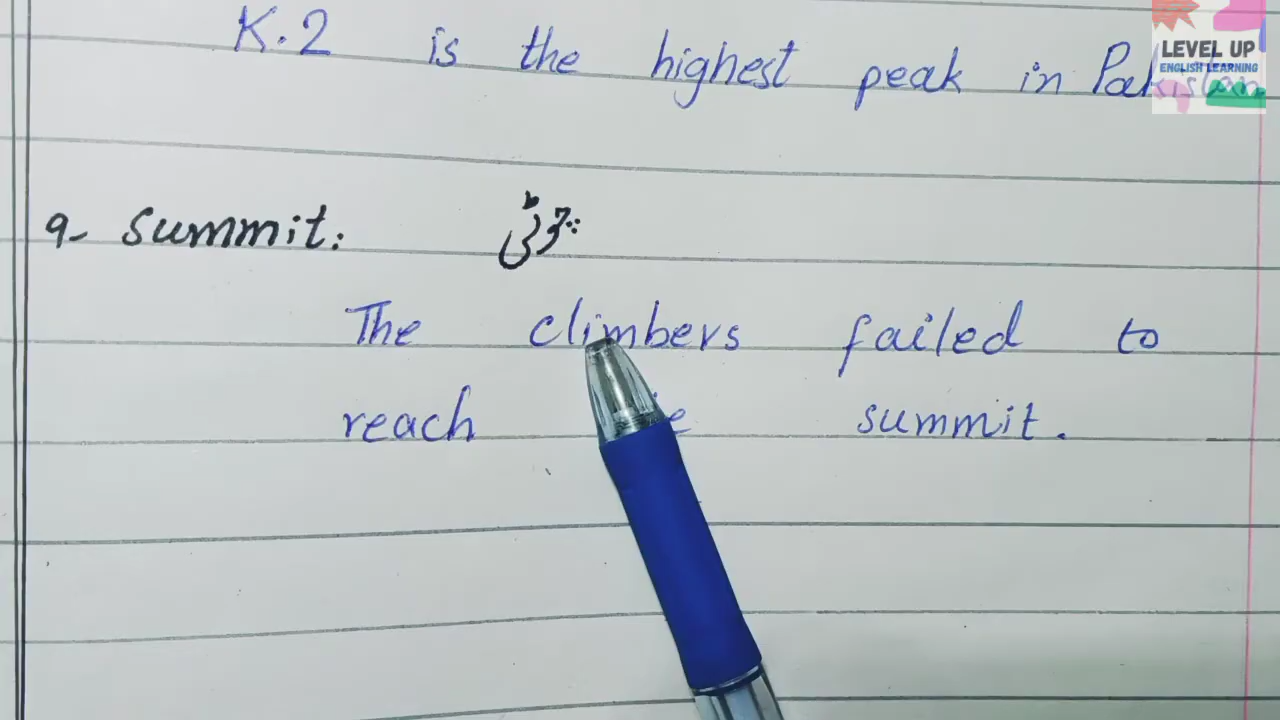 K.2 is the highest peak in Pakistan.
LEVEL UP
ENGLISH LEARNING
9- Summit: چوٹی
The climbers failed to
reach summit.